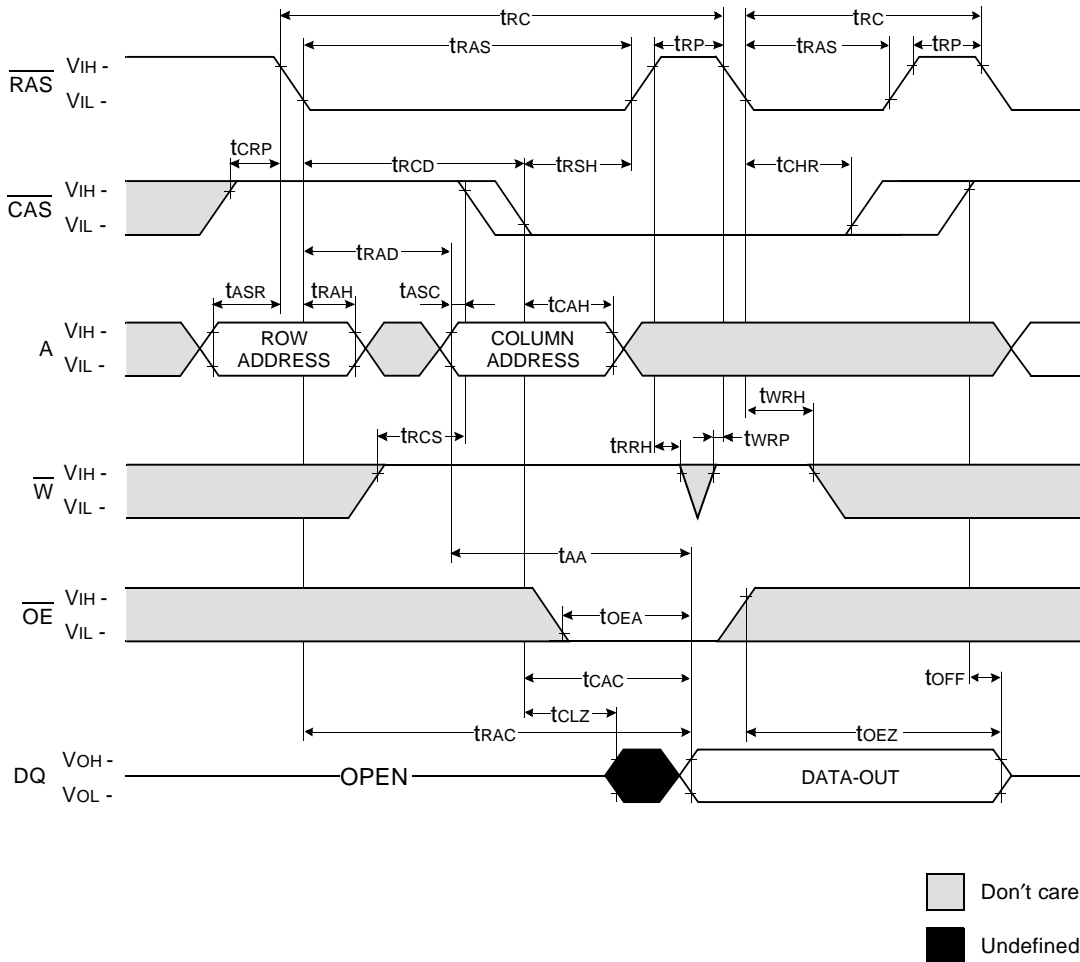 tRC tRC
tRAS tRP tRAS tRP
RAS VIH -
VIL -
tCRP tRCD tRSH tCHR
CAS VIH -
VIL -
tRAD
tASR tRAH tASC tCAH
A VIH -
VIL -
ROW ADDRESS
COLUMN ADDRESS
tWRH
tRCS tRRH tWRP
W VIH -
VIL -
tAA
OE VIH -
VIL -
tOEA
tCAC tOFF
tCLZ
tRAC tOEZ
DQ VOH -
VOL -
OPEN DATA-OUT
Don′t care
Undefined